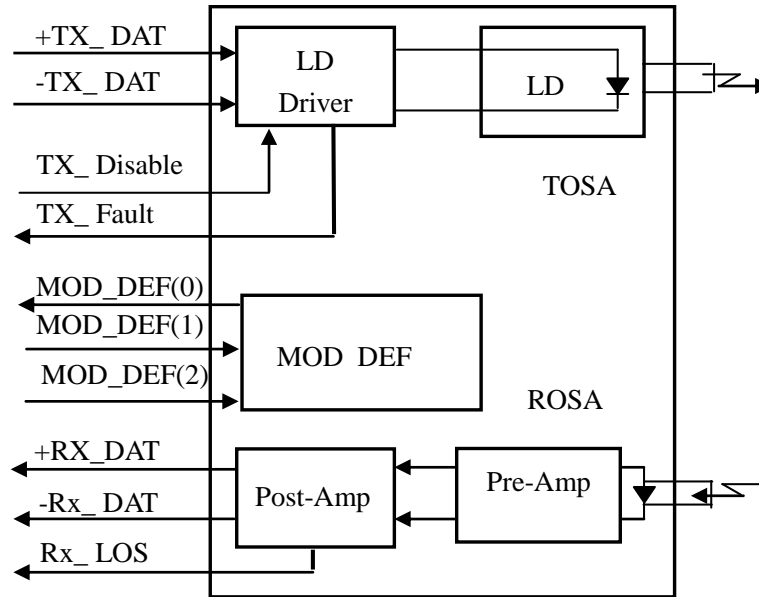 +TX_ DAT
-TX_ DAT
LD
Driver
LD
TX_ Disable
TX_ Fault
TOSA
MOD_DEF(0)
MOD_DEF(1)
MOD_DEF(2)
MOD DEF
ROSA
+RX_DAT
-Rx_ DAT
Rx_ LOS
Post-Amp
Pre-Amp